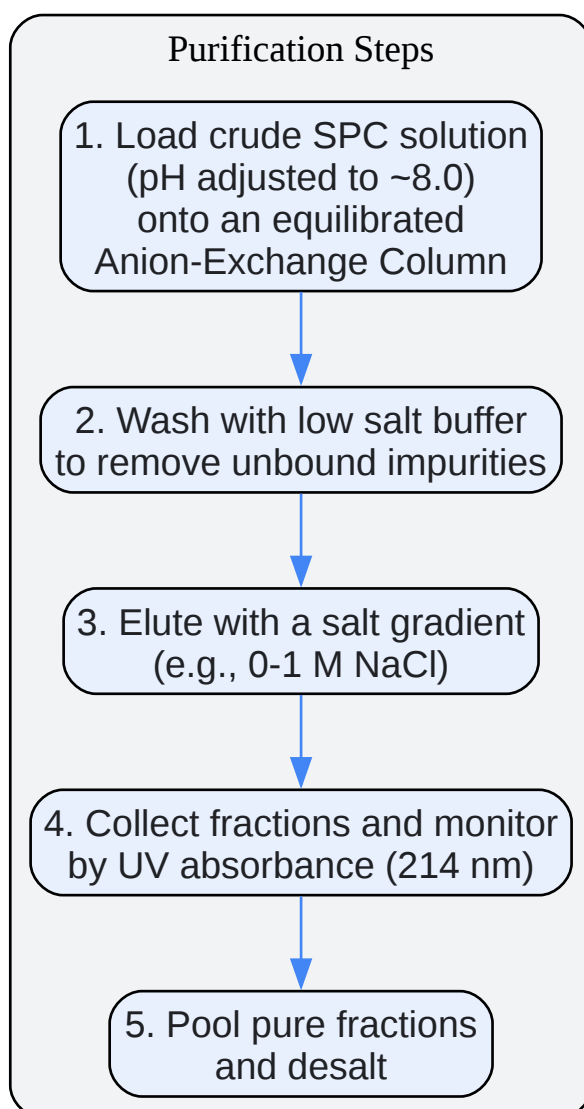 Purification Steps
1. Load crude SPC solution
(pH adjusted to ~8.0)
onto an equilibrated
Anion-Exchange Column
2. Wash with low salt buffer
to remove unbound impurities
3. Elute with a salt gradient
(e.g., 0-1 M NaCl)
4. Collect fractions and monitor
by UV absorbance (214 nm)
5. Pool pure fractions
and desalt